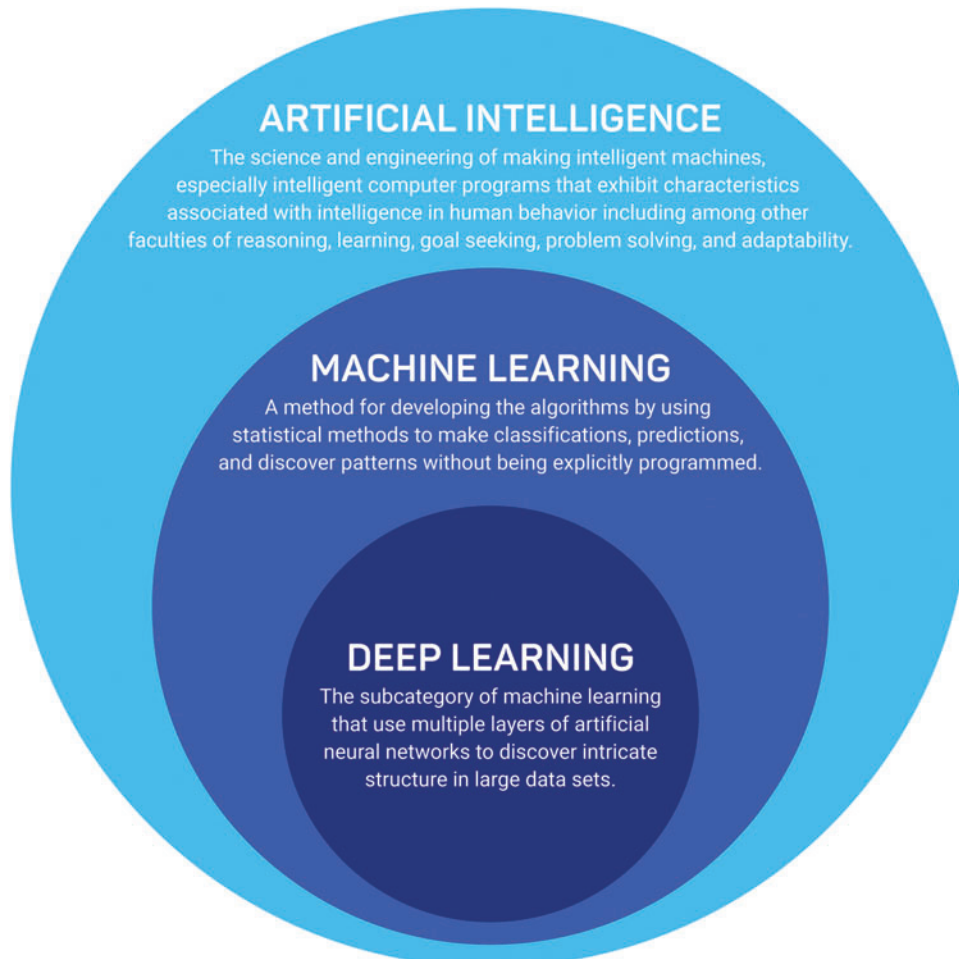 ARTIFICIAL INTELLIGENCE
The science and engineering of making intelligent machines,
especially intelligent computer programs that exhibit characteristics
associated with intelligence in human behavior including among other
faculties of reasoning, learning, goal seeking, problem solving, and adaptability.
MACHINE LEARNING
A method for developing the algorithms by using
statistical methods to make classifications, predictions,
and discover patterns without being explicitly programmed.
DEEP LEARNING
The subcategory of machine learning
that use multiple layers of artificial
neural networks to discover intricate
structure in large data sets.